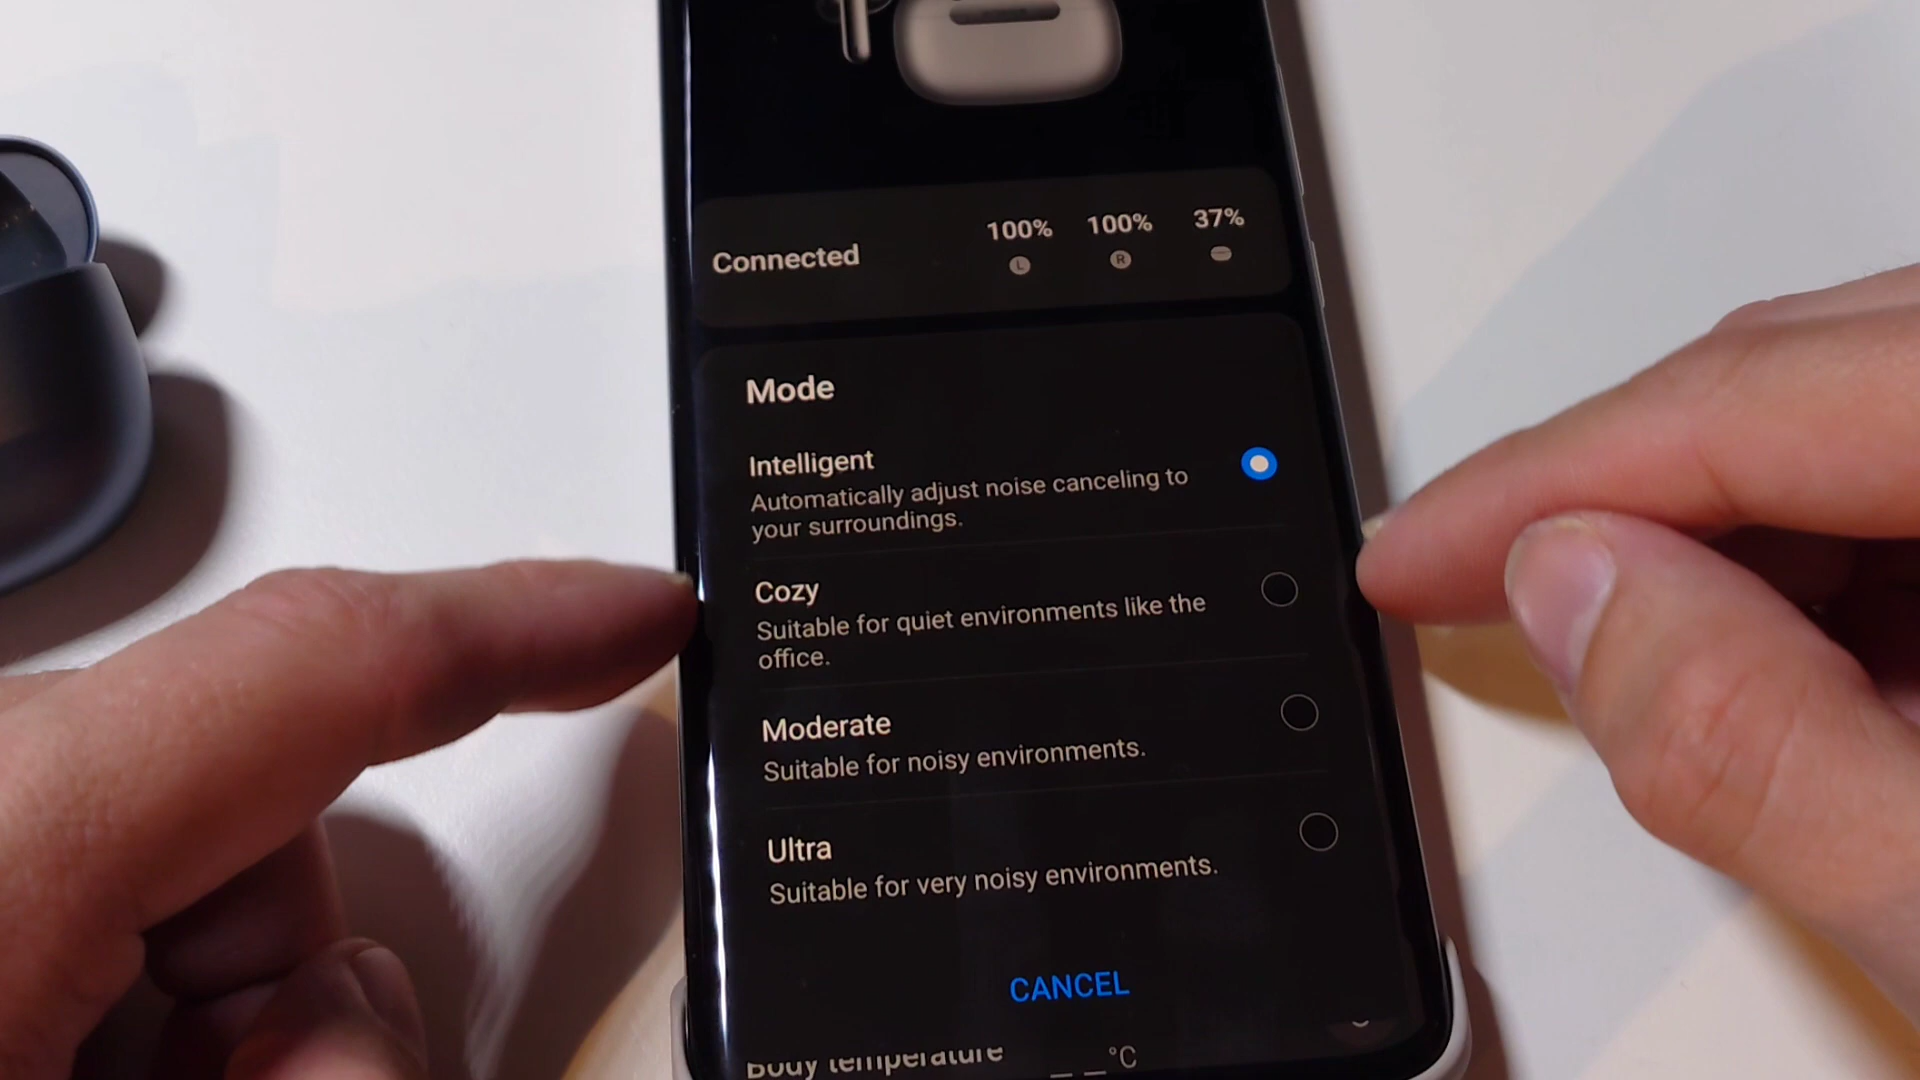 100% 100% 37%
Connected
L R
Mode
Intelligent
Automatically adjust noise canceling to
your surroundings.
Cozy
Suitable for quiet environments like the
office.
Moderate
Suitable for noisy environments.
Ultra
Suitable for very noisy environments.
CANCEL
Body temperature _ _°C